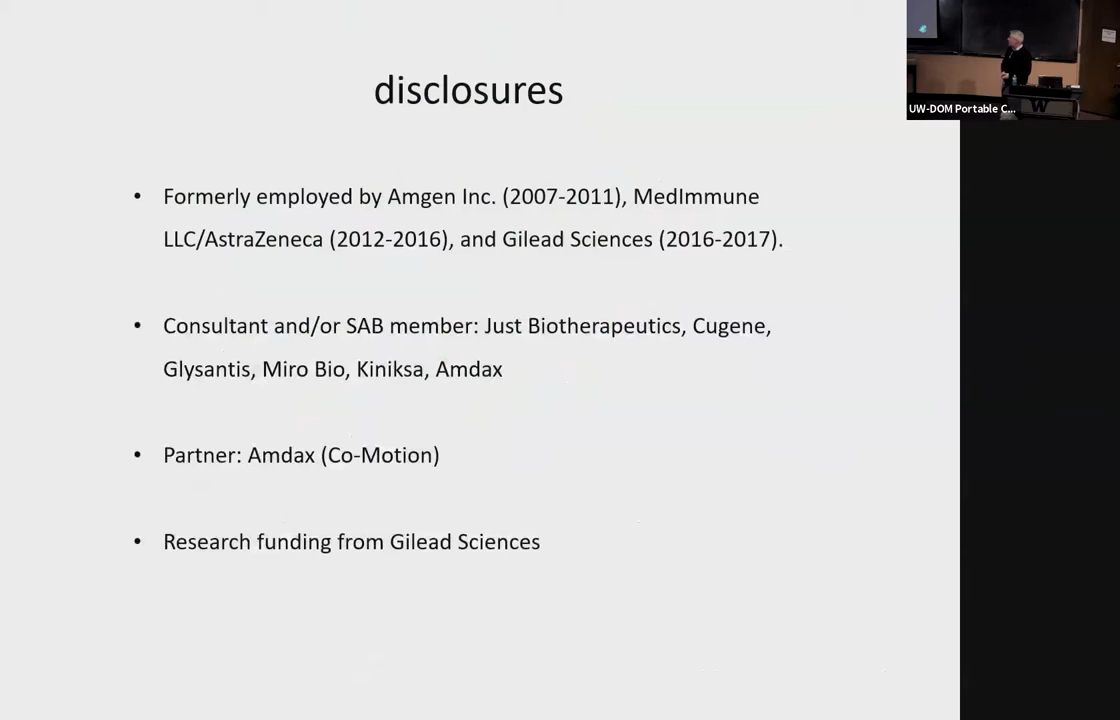 disclosures
• Formerly employed by Amgen Inc. (2007-2011), MedImmune
LLC/AstraZeneca (2012-2016), and Gilead Sciences (2016-2017).
• Consultant and/or SAB member: Just Biotherapeutics, Cugene,
Glysantis, Miro Bio, Kiniksa, Amdax
• Partner: Amdax (Co-Motion)
• Research funding from Gilead Sciences
UW-DOM Portable C...
W